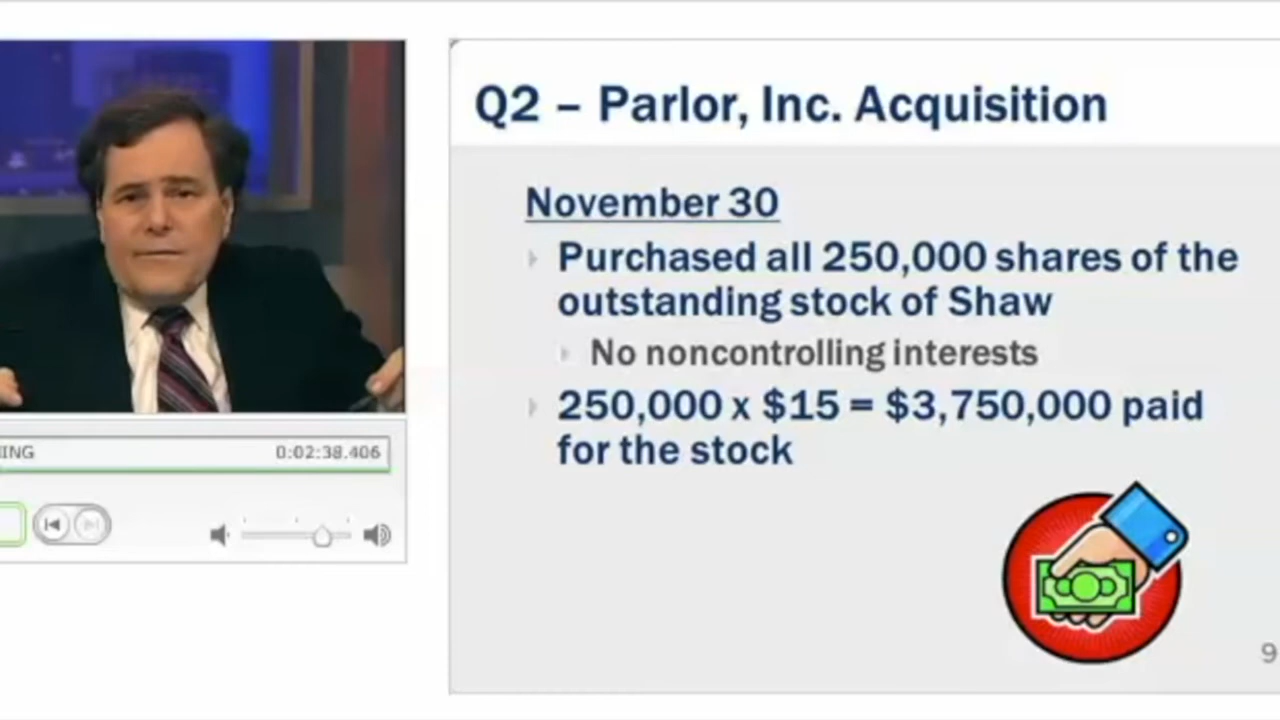 Q2 – Parlor, Inc. Acquisition
November 30
Purchased all 250,000 shares of the
outstanding stock of Shaw
No noncontrolling interests
250,000 x $15 = $3,750,000 paid
for the stock
ING
0:02:38.406
9